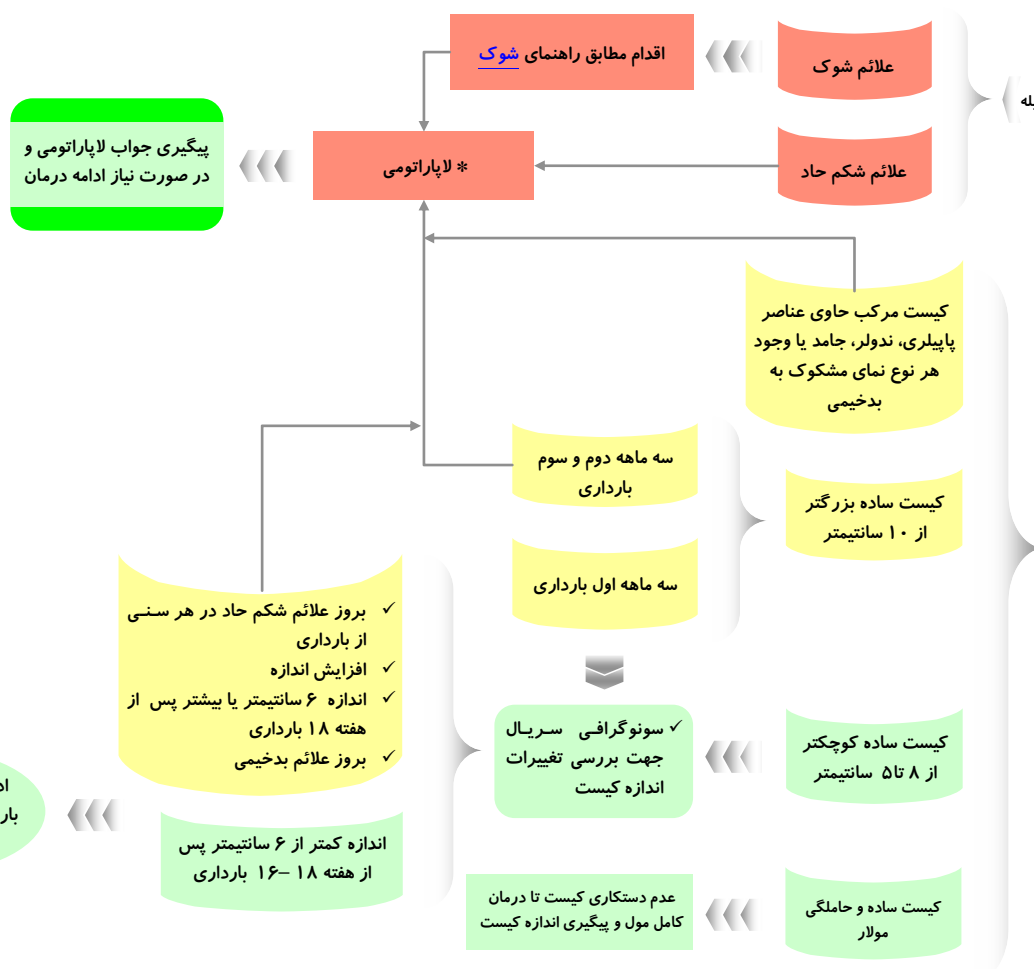 علائم شوک
اقدام مطابق راهنمای شوک
علائم شکم حاد
* لاپاراتومی
پیگیری جواب لاپاراتومی و
در صورت نیاز ادامه درمان
کیست مرکب حاوی عناصر
پاپیلری، ندولر، جامد یا وجود
هر نوع نمای مشکوک به
بدخیمی
کیست ساده بزرگتر
از ۱۰ سانتیمتر
سه ماهه دوم و سوم
بارداری
سه ماهه اول بارداری
کیست ساده کوچکتر
از ۸ تا۵ سانتیمتر
✓ سونوگرافی سریال
جهت بررسی تغییرات
اندازه کیست
✓ بروز علائم شکم حاد در هر سنی
از بارداری
✓ افزایش اندازه
✓ اندازه ۶ سانتیمتر یا بیشتر پس از
هفته ۱۸ بارداری
✓ بروز علائم بدخیمی
اندازه کمتر از ۶ سانتیمتر پس
از هفته ۱۸ –۱۶ بارداری
کیست ساده و حاملگی
مولار
عدم دستکاری کیست تا درمان
کامل مول و پیگیری اندازه کیست